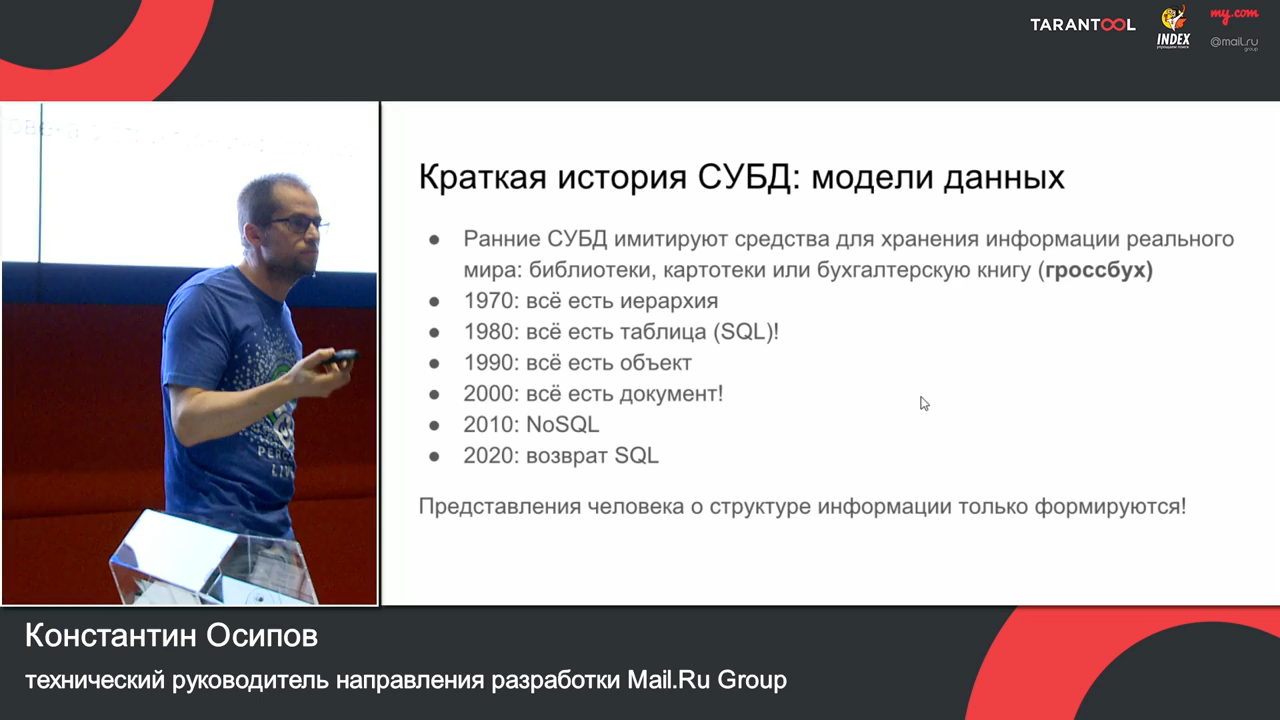 TARANTOOL
INDEX
my.com
@mail.ru
group
Краткая история СУБД: модели данных
● Ранние СУБД имитируют средства для хранения информации реального
мира: библиотеки, картотеки или бухгалтерскую книгу (гроссбух)
● 1970: всё есть иерархия
● 1980: всё есть таблица (SQL)!
● 1990: всё есть объект
● 2000: всё есть документ!
● 2010: NoSQL
● 2020: возврат SQL
Представления человека о структуре информации только формируются!
LIV
Константин Осипов
технический руководитель направления разработки Mail.Ru Group